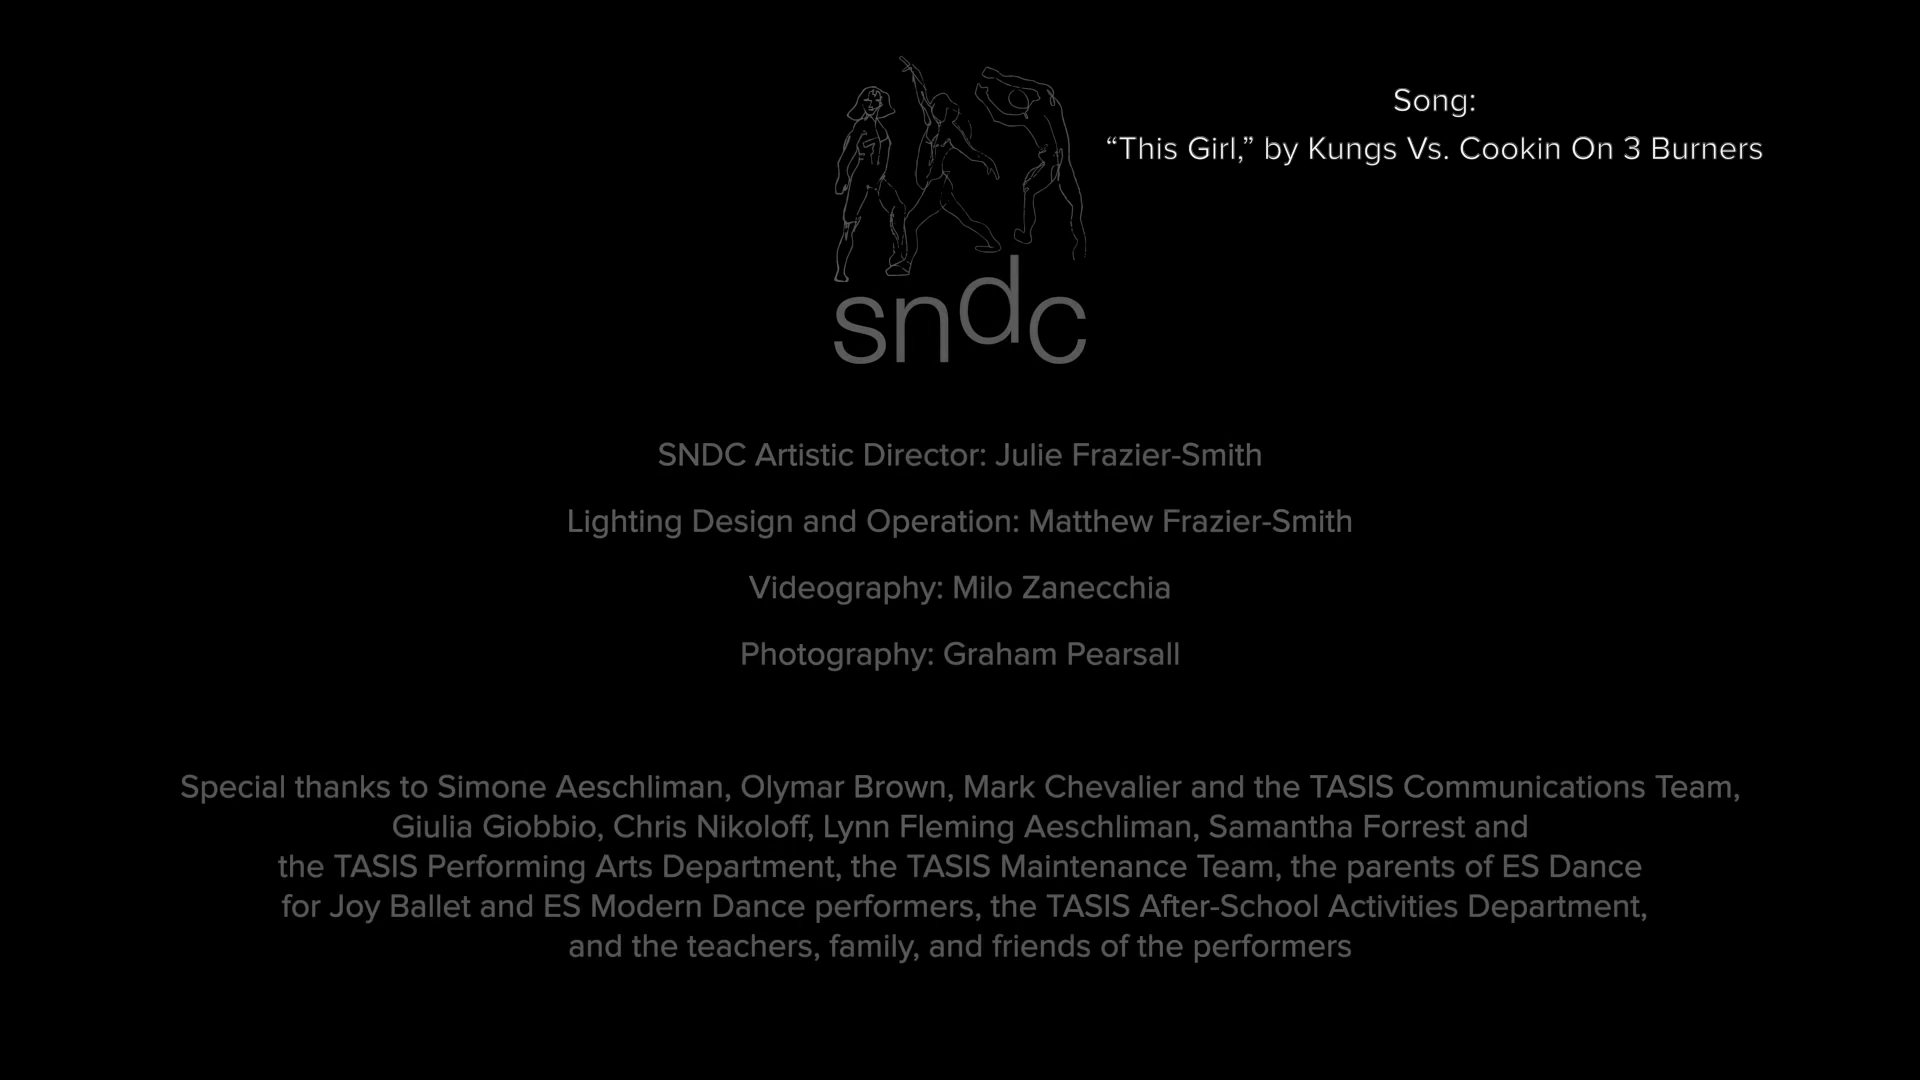 Song:
“This Girl,” by Kungs Vs. Cookin On 3 Burners
sndc
SNDC Artistic Director: Julie Frazier-Smith
Lighting Design and Operation: Matthew Frazier-Smith
Videography: Milo Zanecchia
Photography: Graham Pearsall
Special thanks to Simone Aeschliman, Olymar Brown, Mark Chevalier and the TASIS Communications Team,
Giulia Giobbio, Chris Nikoloff, Lynn Fleming Aeschliman, Samantha Forrest and
the TASIS Performing Arts Department, the TASIS Maintenance Team, the parents of ES Dance
for Joy Ballet and ES Modern Dance performers, the TASIS After-School Activities Department,
and the teachers, family, and friends of the performers